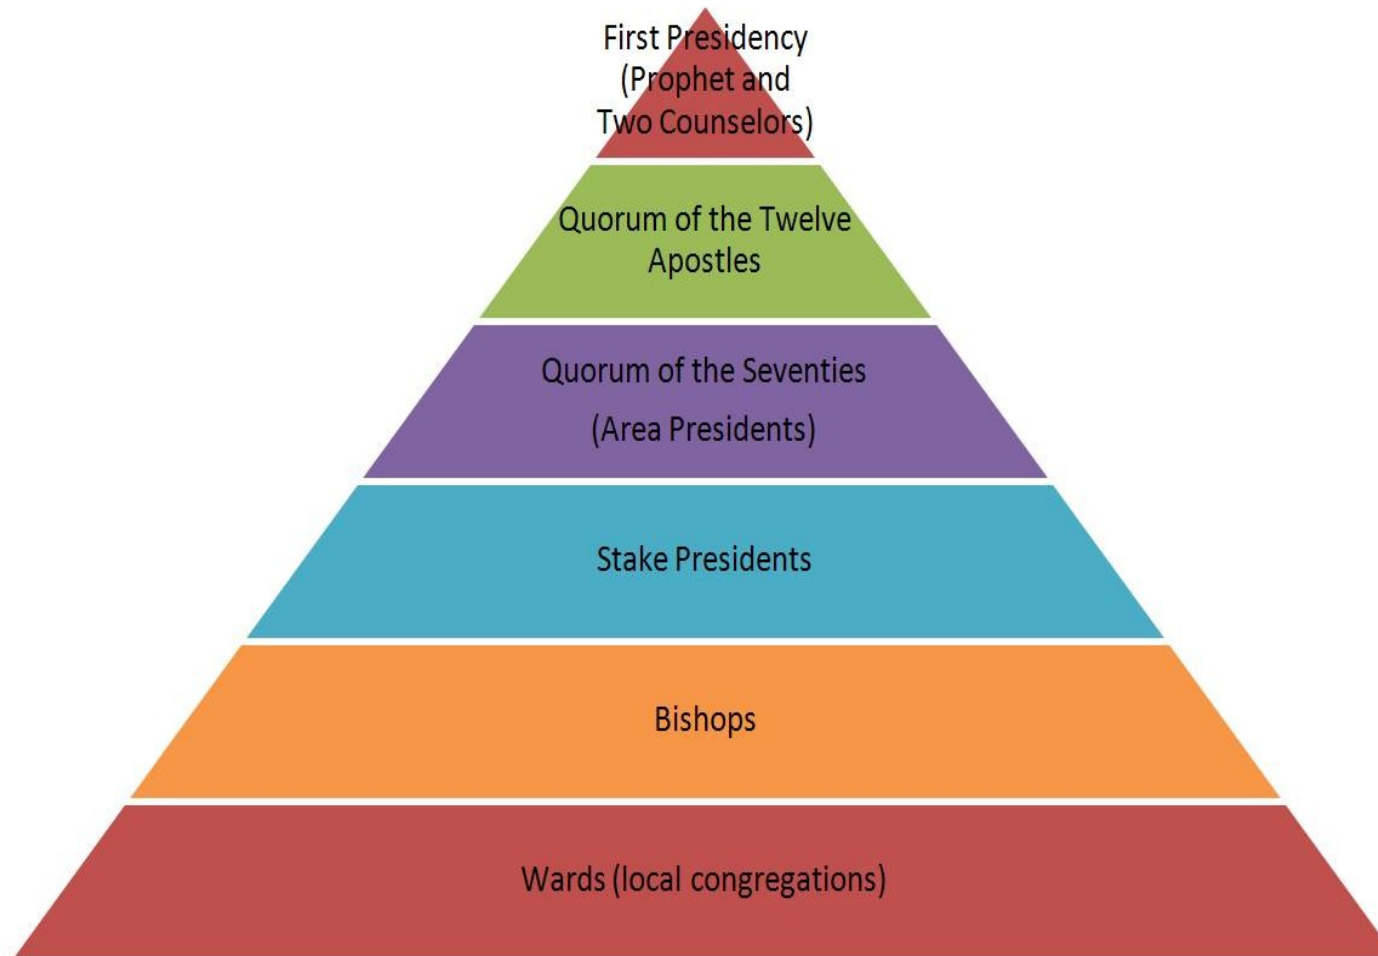 First Presidency
(Prophet and
Two Counselors)
Quorum of the Twelve
Apostles
Quorum of the Seventies
(Area Presidents)
Stake Presidents
Bishops
Wards (local congregations)